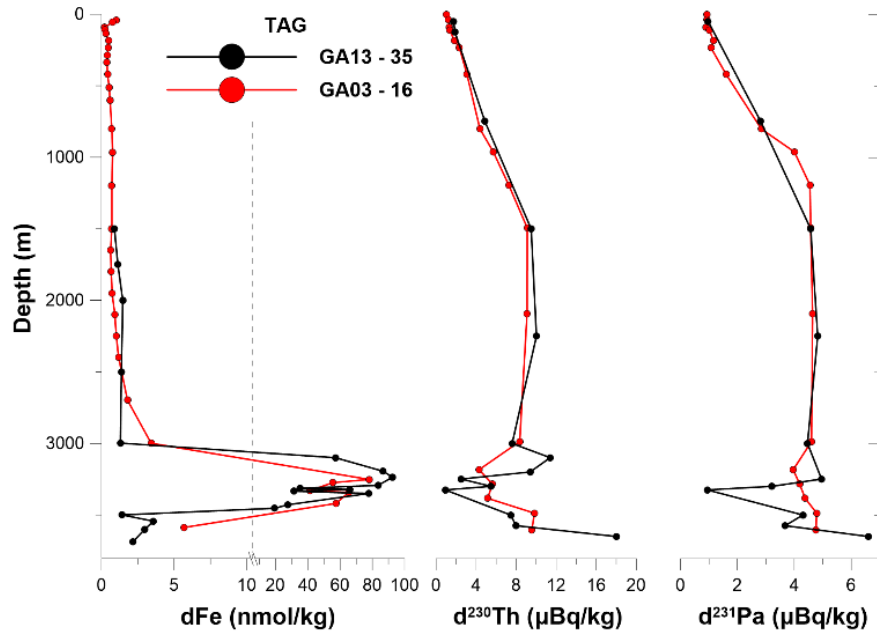 TAG
GA13 - 35
GA03 - 16
Depth (m)
0
1000
2000
3000
0 5 10 20 40 60 80 100
0 4 8 12 16 20
0 2 4 6
dFe (nmol/kg)
d²³⁰Th (µBq/kg)
d²³¹Pa (µBq/kg)